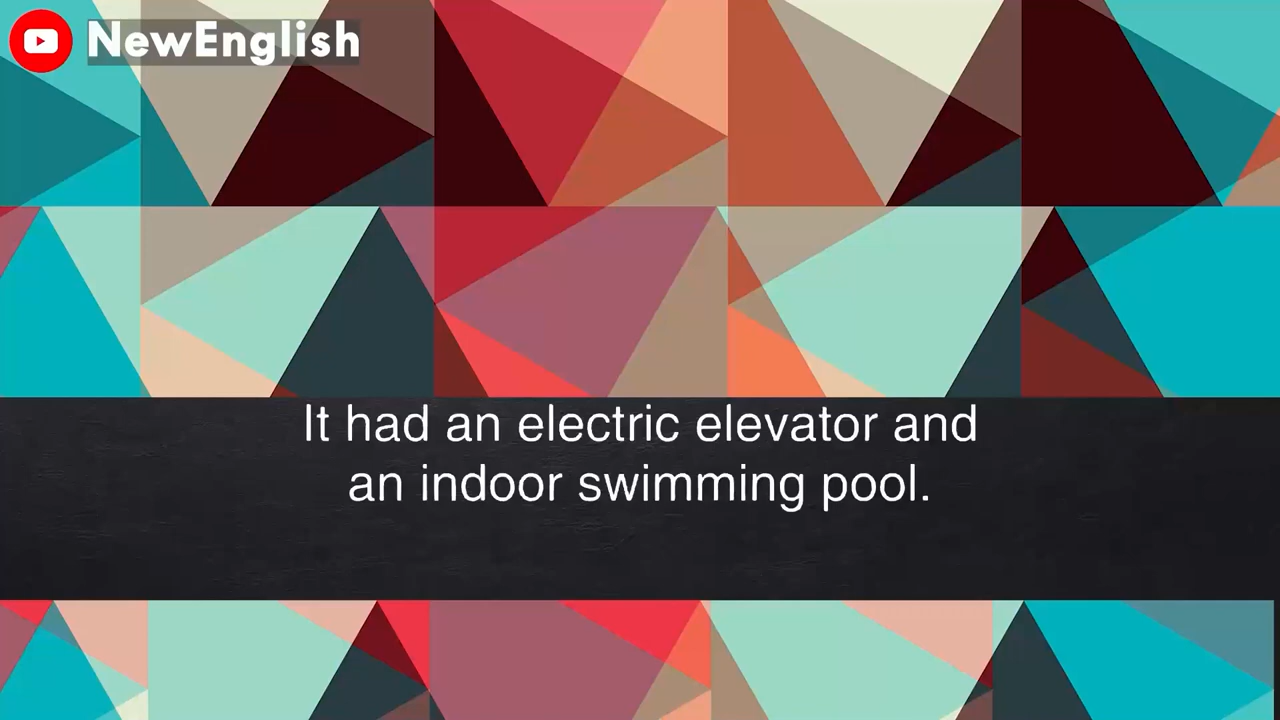 NewEnglish
It had an electric elevator and
an indoor swimming pool.